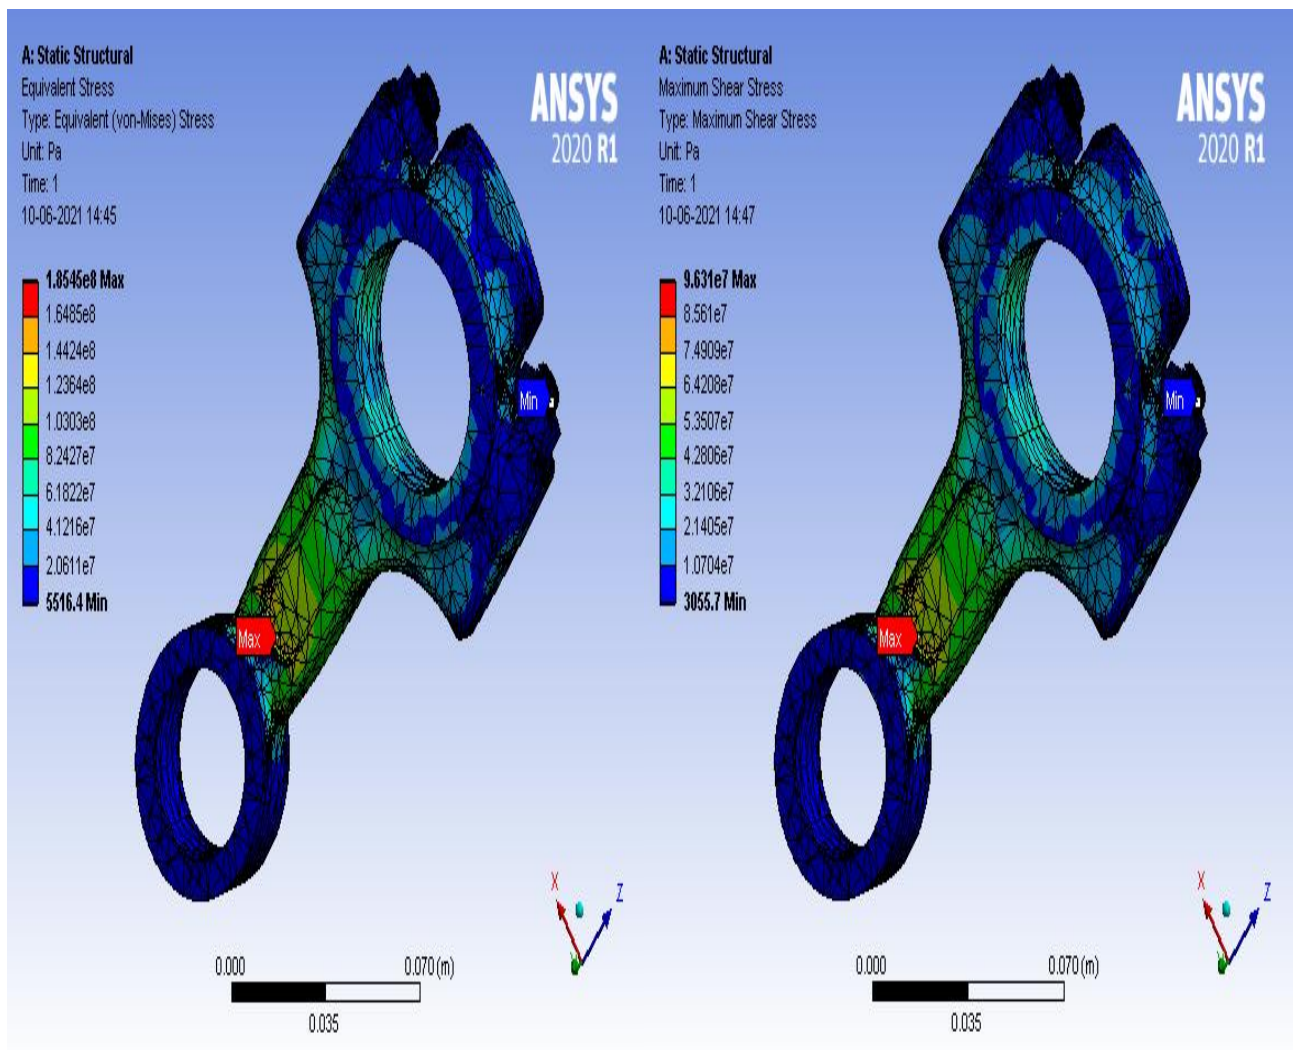 A: Static Structural
Equivalent Stress
Type: Equivalent (von-Mises) Stress
Unit: Pa
Time: 1
10-06-2021 14:45
ANSYS
2020 R1
1.8545e8 Max
1.6485e8
1.4424e8
1.2364e8
1.0303e8
8.2427e7
6.1822e7
4.1216e7
2.0611e7
5516.4 Min
Min
Max
X
Z
0.000
0.070 (m)
0.035
A: Static Structural
Maximum Shear Stress
Type: Maximum Shear Stress
Unit: Pa
Time: 1
10-06-2021 14:47
ANSYS
2020 R1
9.631e7 Max
8.561e7
7.4909e7
6.4208e7
5.3507e7
4.2806e7
3.2106e7
2.1405e7
1.0704e7
3055.7 Min
Min
Max
X
Z
0.000
0.070 (m)
0.035